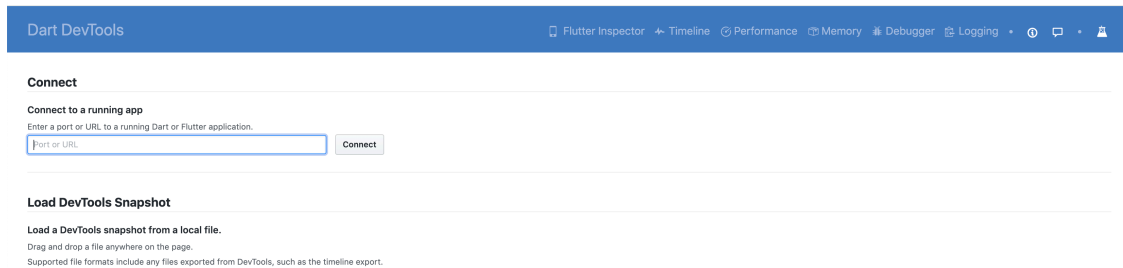 Dart DevTools
Flutter Inspector Timeline Performance Memory Debugger Logging
Connect
Connect to a running app
Enter a port or URL to a running Dart or Flutter application.
Port or URL Connect
Load DevTools Snapshot
Load a DevTools snapshot from a local file.
Drag and drop a file anywhere on the page.
Supported file formats include any files exported from DevTools, such as the timeline export.